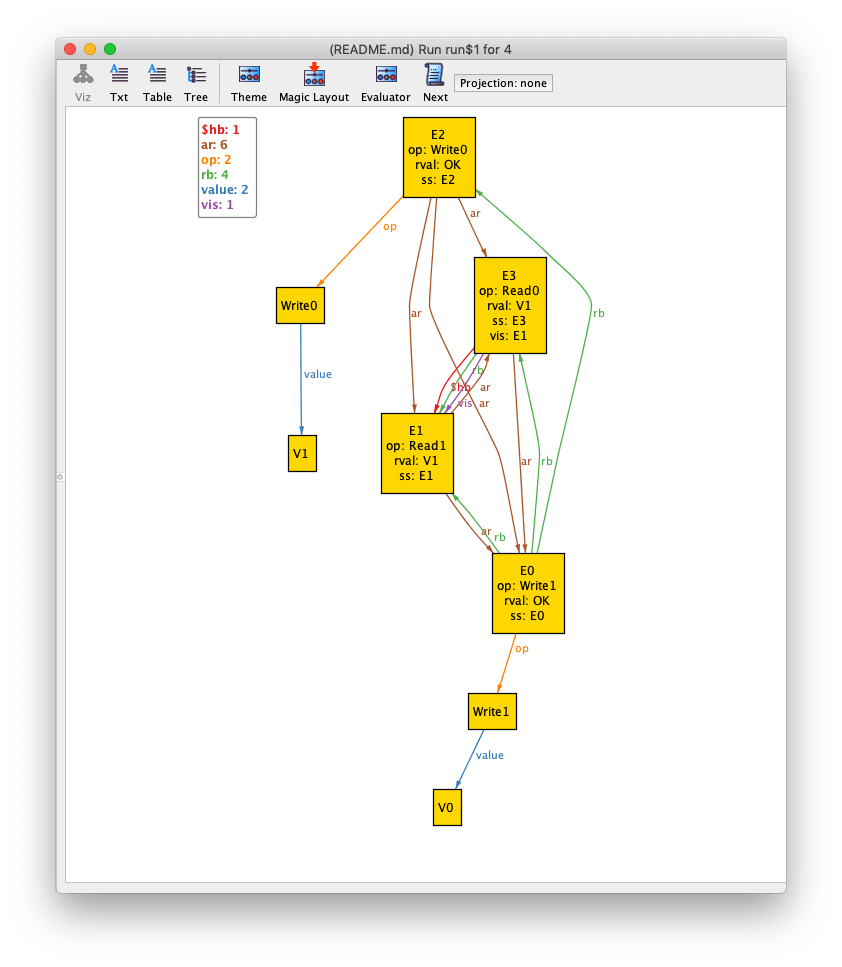 (README.md) Run run$1 for 4
Viz Txt Table Tree Theme Magic Layout Evaluator Next Projection: none
$hb: 1
ar: 6
op: 2
rb: 4
value: 2
vis: 1
E2
op: Write0
rval: OK
ss: E2
ar
op
E3
op: Read0
rval: V1
ss: E3
vis: E1
Write0
ar
rb
value
rb
$hb ar
vis ar
E1
op: Read1
rval: V1
ss: E1
V1
ar rb
ar
rb
E0
op: Write1
rval: OK
ss: E0
op
Write1
value
V0